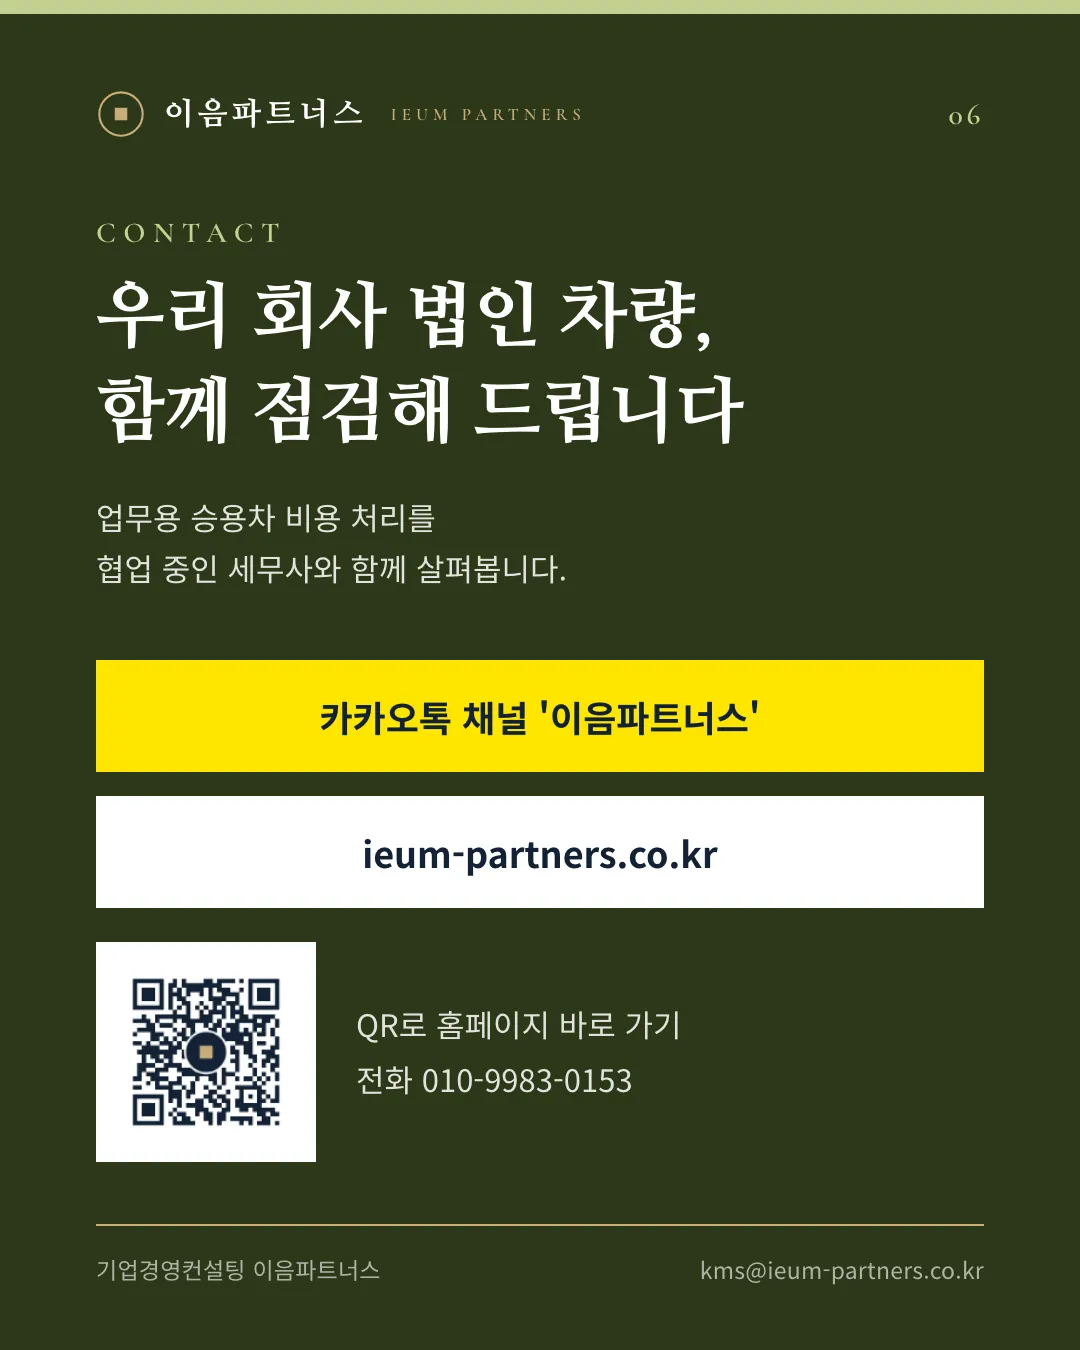 이음파트너스 IEUM PARTNERS 06
CONTACT
우리 회사 법인 차량,
함께 점검해 드립니다
업무용 승용차 비용 처리를
협업 중인 세무사와 함께 살펴봅니다.
카카오톡 채널 '이음파트너스'
ieum-partners.co.kr
QR로 홈페이지 바로 가기
전화 010-9983-0153
기업경영컨설팅 이음파트너스 kms@ieum-partners.co.kr